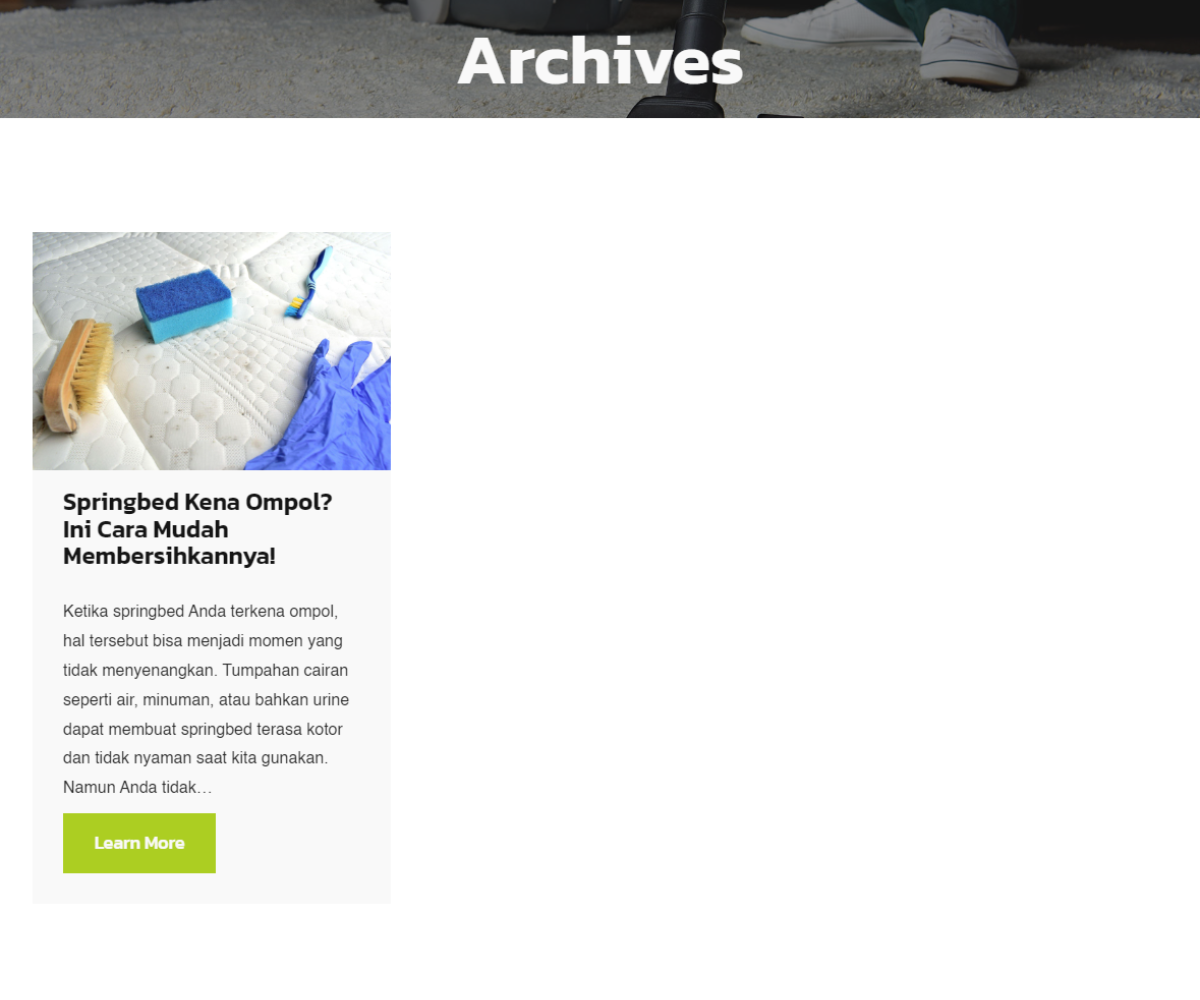 Archives
Springbed Kena Ompol?
Ini Cara Mudah
Membersihkannya!
Ketika springbed Anda terkena ompol,
hal tersebut bisa menjadi momen yang
tidak menyenangkan. Tumpahan cairan
seperti air, minuman, atau bahkan urine
dapat membuat springbed terasa kotor
dan tidak nyaman saat kita gunakan.
Namun Anda tidak…
Learn More